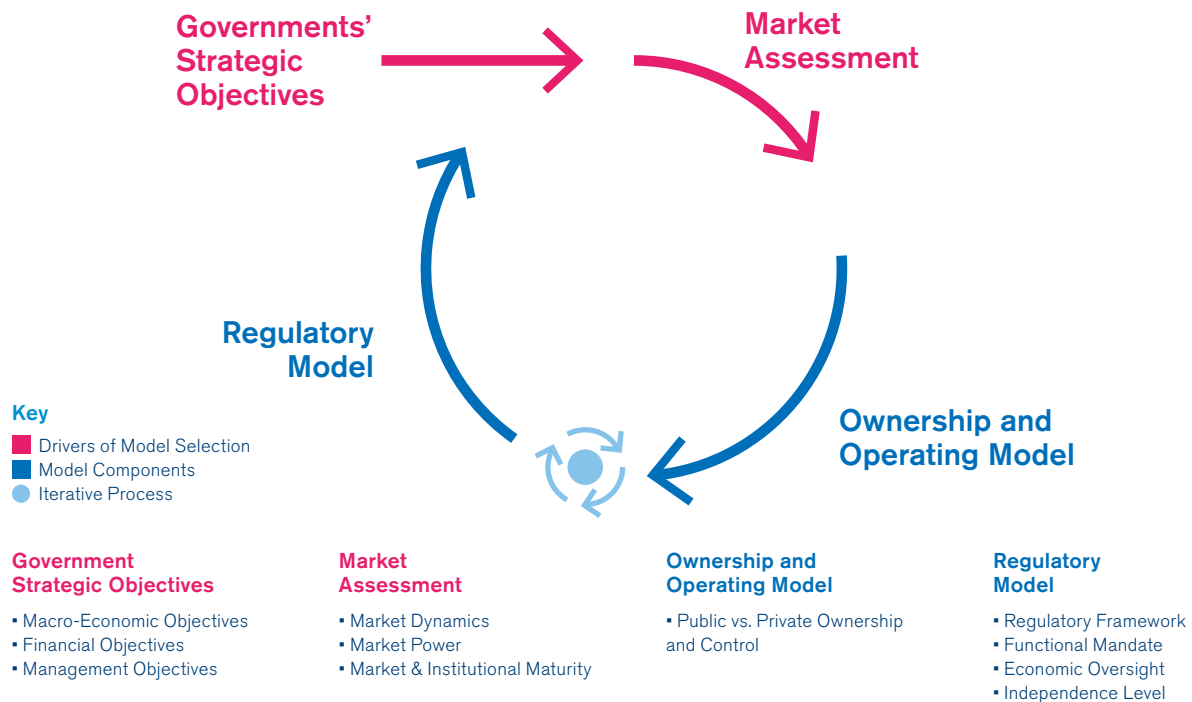 Governments’
Strategic
Objectives
Market
Assessment
Regulatory
Model
Ownership and
Operating Model
Key
Drivers of Model Selection
Model Components
Iterative Process
Government
Strategic Objectives
▪ Macro-Economic Objectives
▪ Financial Objectives
▪ Management Objectives
Market
Assessment
▪ Market Dynamics
▪ Market Power
▪ Market & Institutional Maturity
Ownership and
Operating Model
▪ Public vs. Private Ownership
and Control
Regulatory
Model
▪ Regulatory Framework
▪ Functional Mandate
▪ Economic Oversight
▪ Independence Level